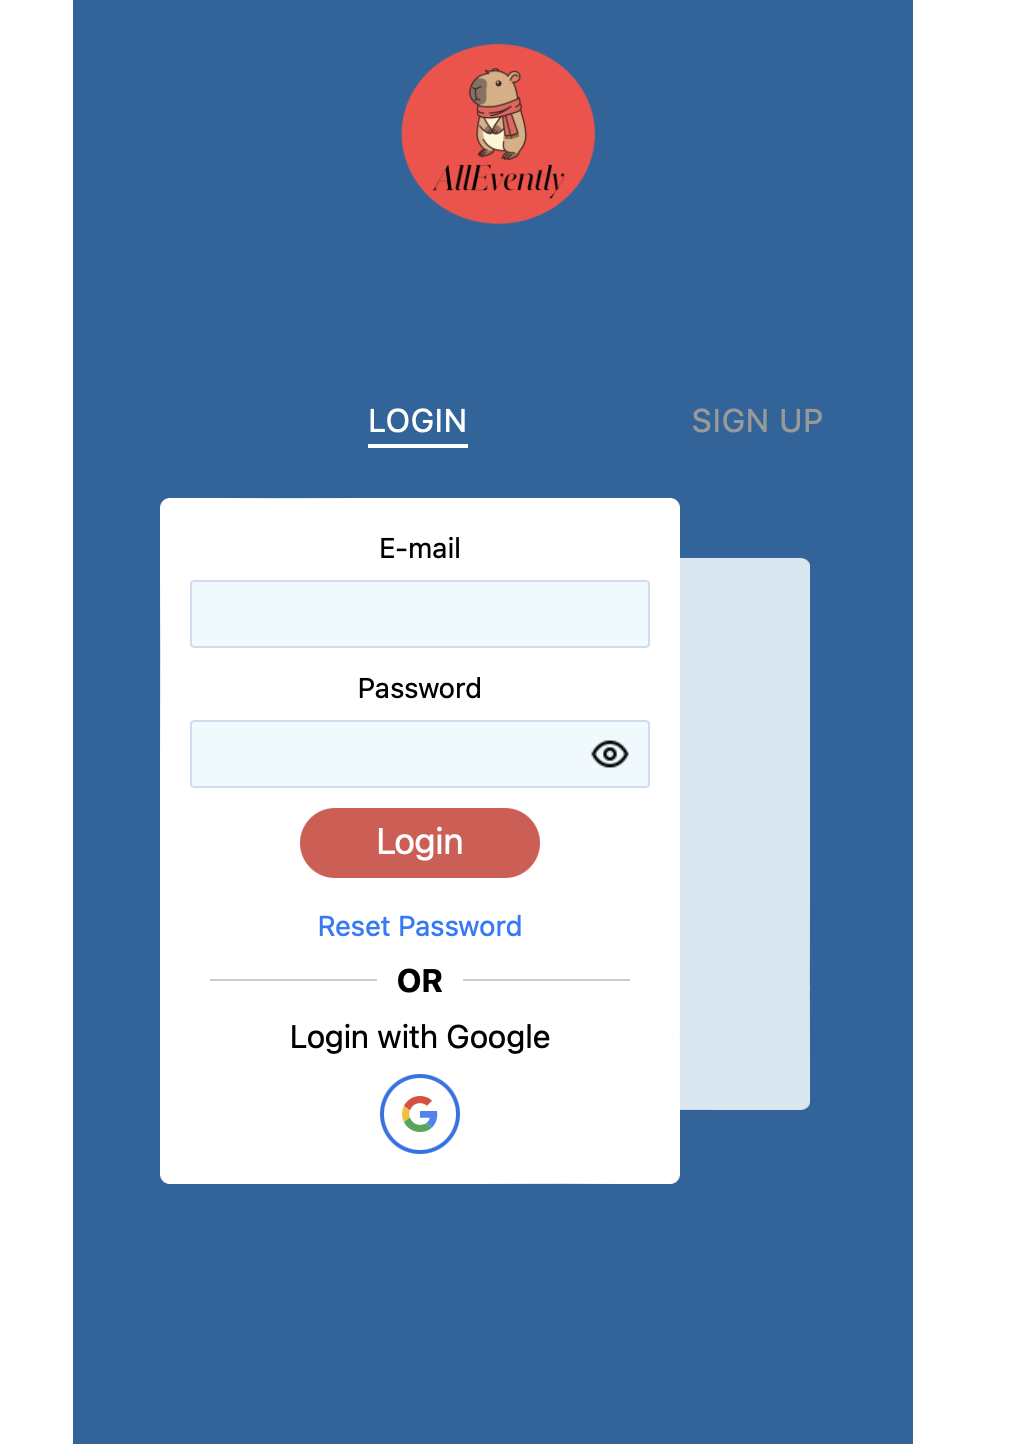 AllEvently
LOGIN SIGN UP
E-mail
Password
Login
Reset Password
OR
Login with Google